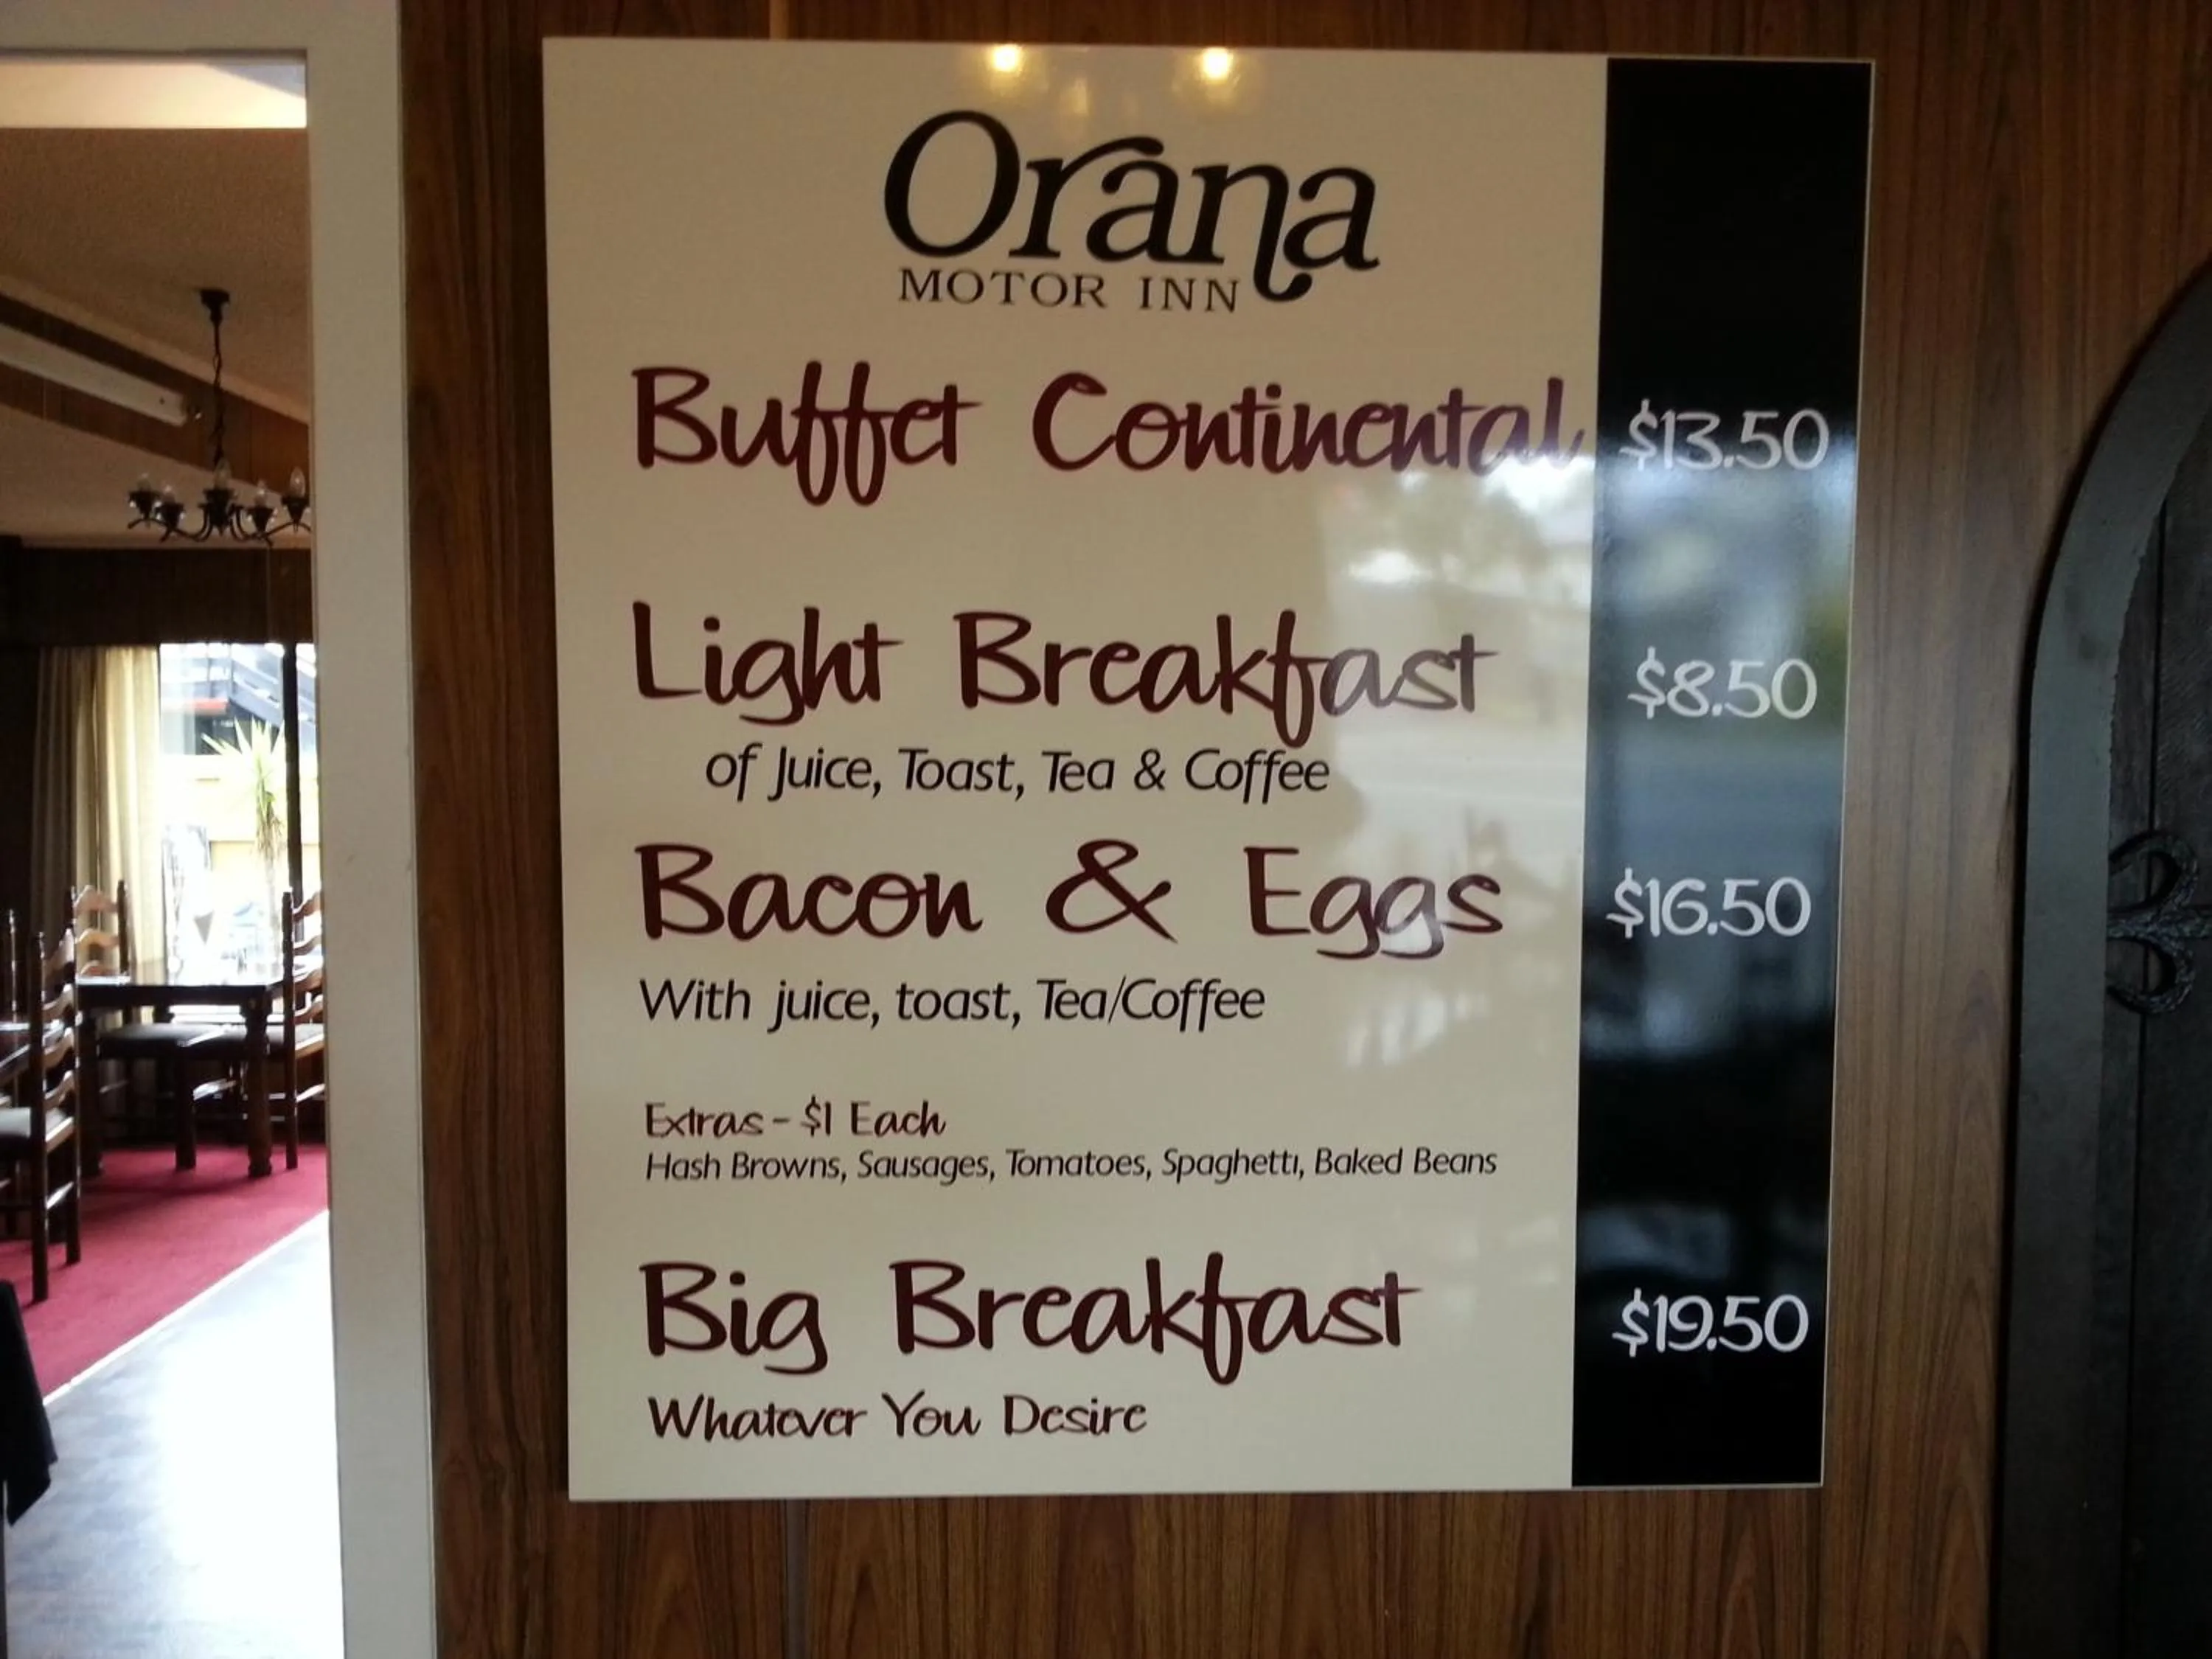 Orana
MOTOR INN
Buffet Continental $13.50
Light Breakfast $8.50
of Juice, Toast, Tea & Coffee
Bacon & Eggs $16.50
With juice, toast, Tea/Coffee
Extras - $1 Each
Hash Browns, Sausages, Tomatoes, Spaghetti, Baked Beans
Big Breakfast $19.50
Whatever You Desire